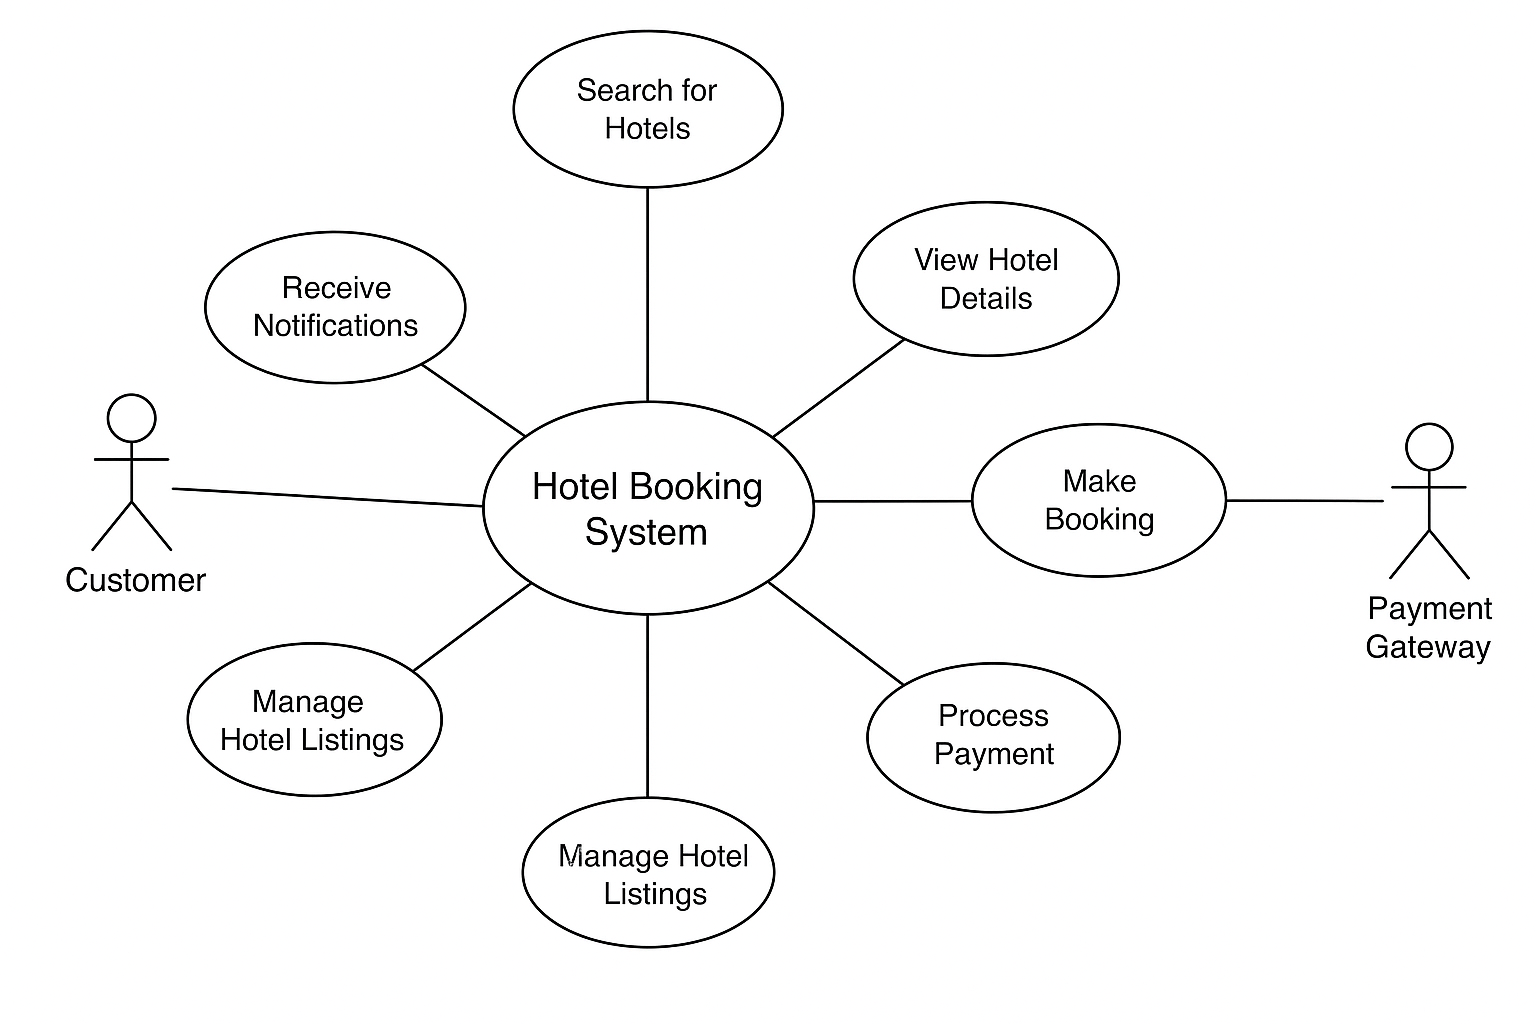 Search for
Hotels
View Hotel
Details
Receive
Notifications
Hotel Booking
System
Make
Booking
Customer
Payment
Gateway
Manage
Hotel Listings
Process
Payment
Manage Hotel
Listings